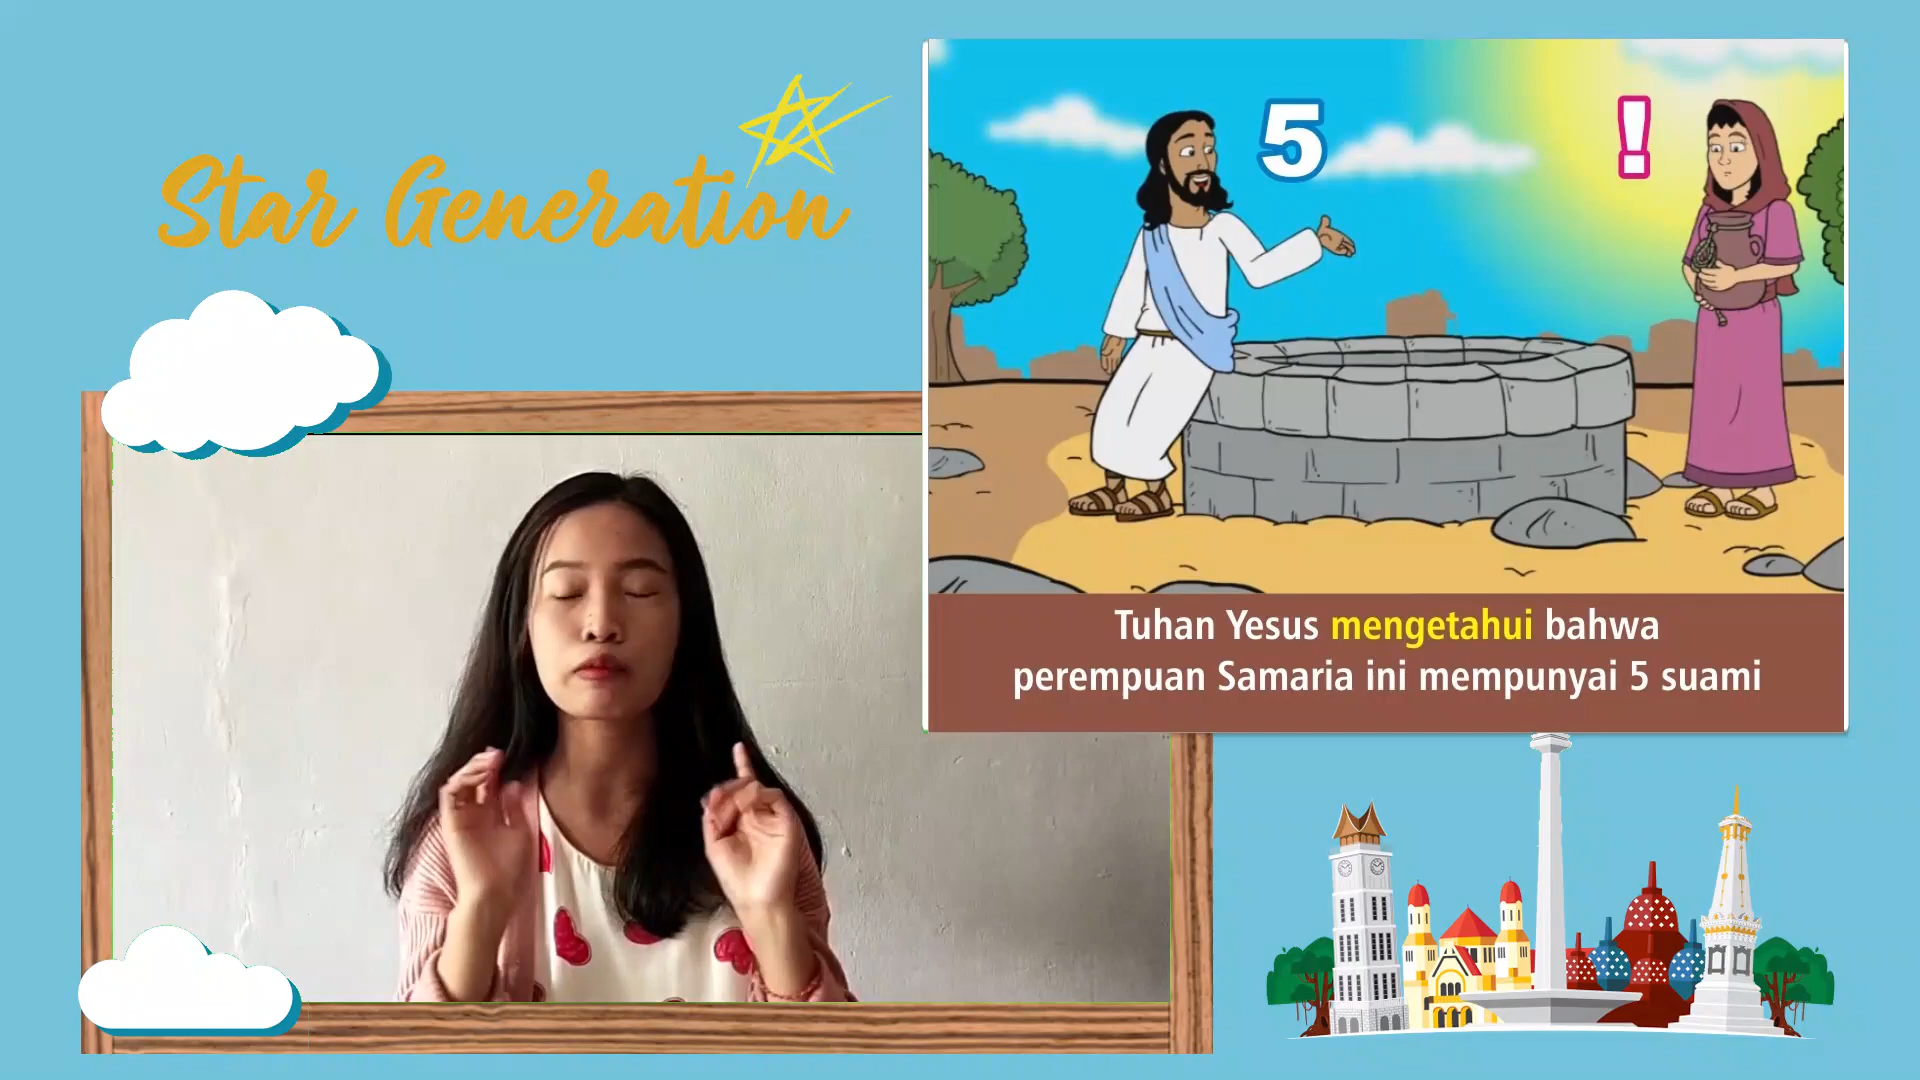 Star Generation
5
!
Tuhan Yesus mengetahui bahwa
perempuan Samaria ini mempunyai 5 suami